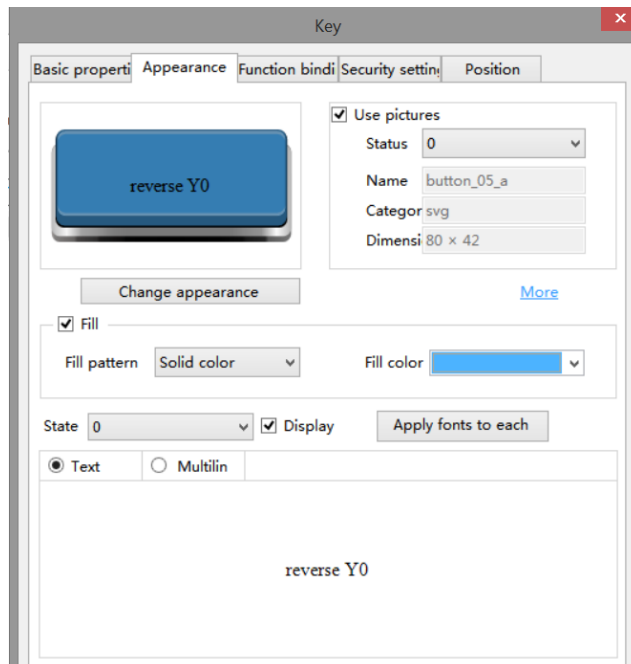 Key
Basic properti Appearance Function bindi Security settin Position
reverse Y0
Use pictures
Status 0
Name button_05_a
Categor svg
Dimensi 80 × 42
Change appearance
More
Fill
Fill pattern Solid color Fill color
State 0 Display Apply fonts to each
Text Multilin
reverse Y0